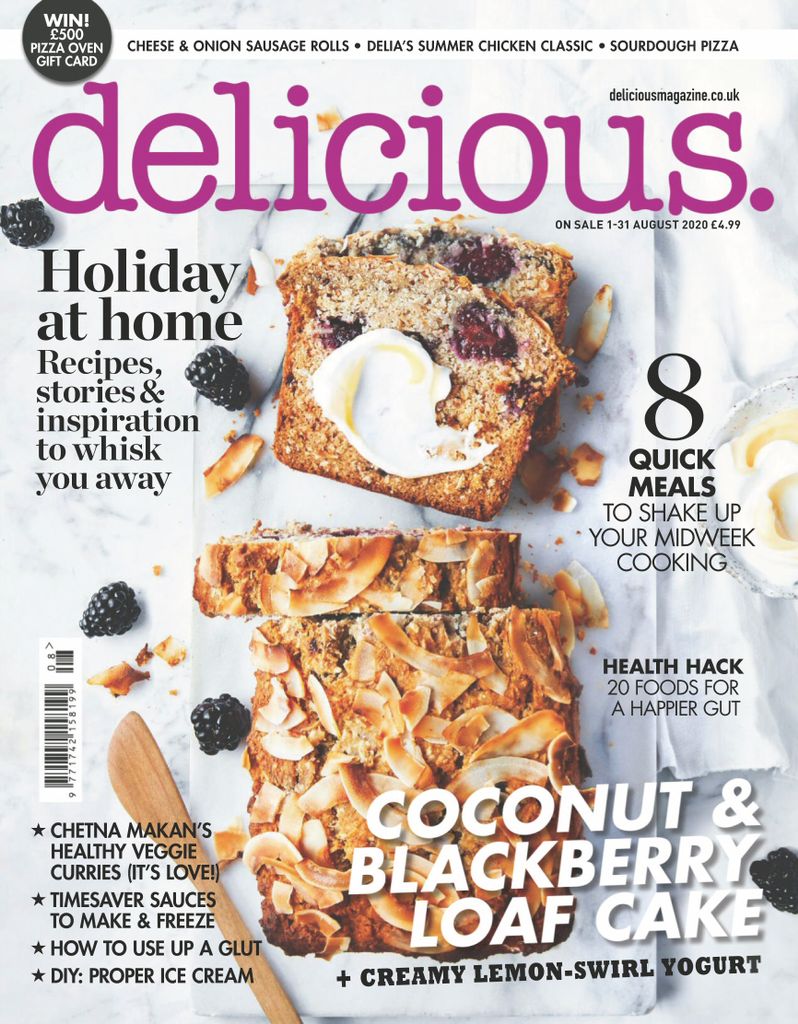 WIN!
£500
PIZZA OVEN
GIFT CARD
CHEESE & ONION SAUSAGE ROLLS • DELIA'S SUMMER CHICKEN CLASSIC • SOURDOUGH PIZZA
deliciousmagazine.co.uk
delicious.
ON SALE 1-31 AUGUST 2020 £4.99
Holiday
at home
Recipes,
stories &
inspiration
to whisk
you away
8
QUICK
MEALS
TO SHAKE UP
YOUR MIDWEEK
COOKING
HEALTH HACK
20 FOODS FOR
A HAPPIER GUT
08>
9 771742 158199
★ CHETNA MAKAN'S
HEALTHY VEGGIE
CURRIES (IT'S LOVE!)
★ TIMESAVER SAUCES
TO MAKE & FREEZE
★ HOW TO USE UP A GLUT
★ DIY: PROPER ICE CREAM
COCONUT &
BLACKBERRY
LOAF CAKE
+ CREAMY LEMON-SWIRL YOGURT